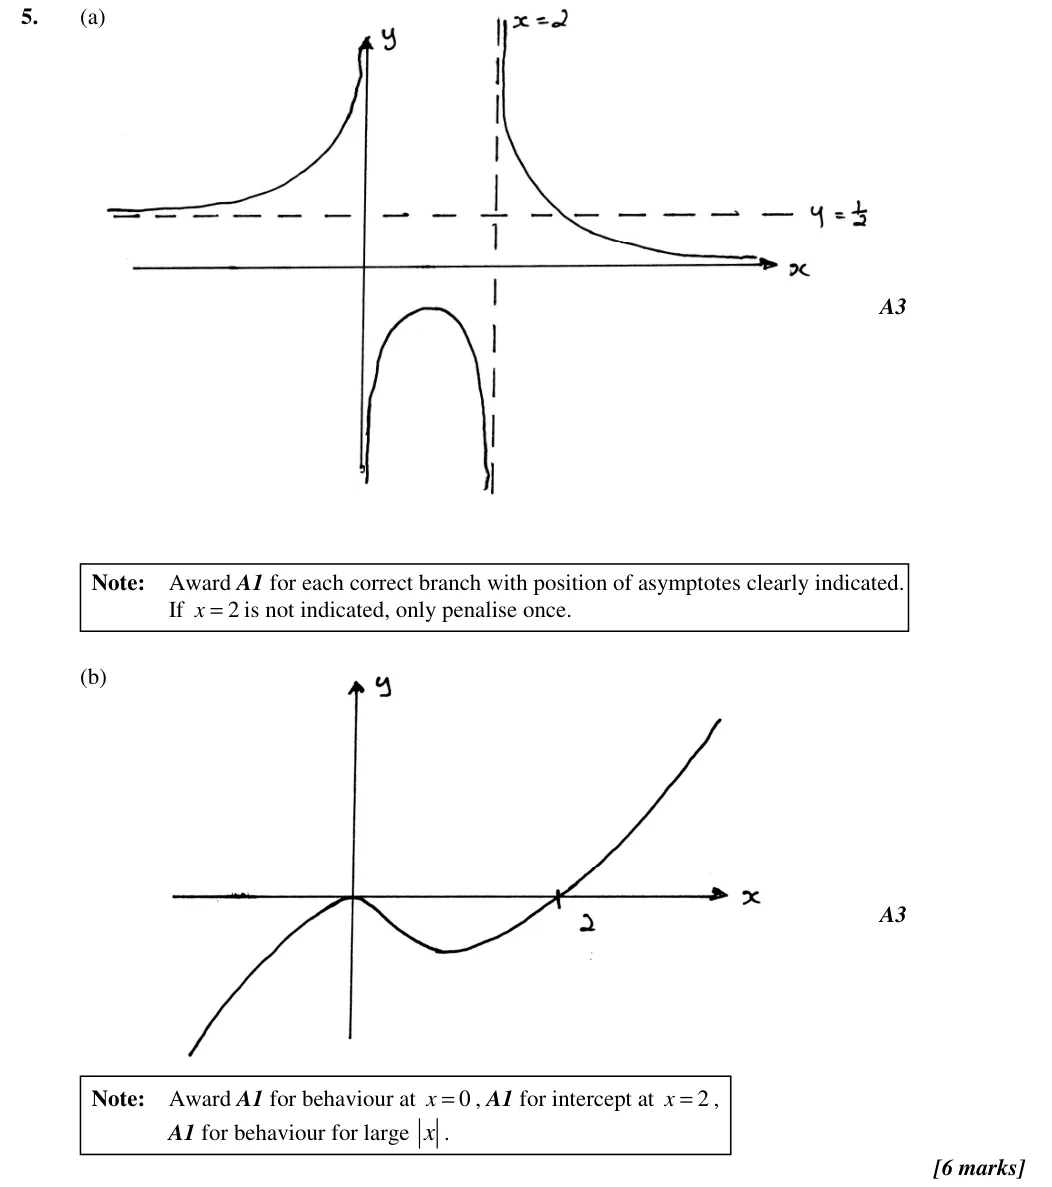 5. (a)
x = 2
y
y = 1/2
x
A3
Note: Award A1 for each correct branch with position of asymptotes clearly indicated.
If x = 2 is not indicated, only penalise once.
(b)
y
x
2
A3
Note: Award A1 for behaviour at x = 0 , A1 for intercept at x = 2 ,
A1 for behaviour for large |x| .
[6 marks]